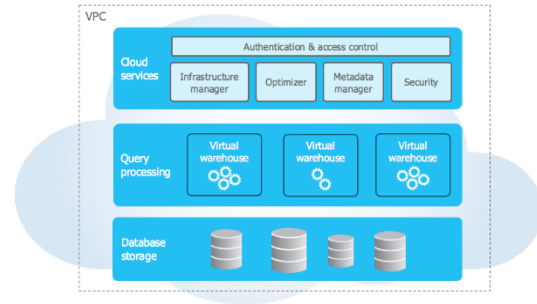 VPC
Cloud
services
Authentication & access control
Infrastructure
manager
Optimizer
Metadata
manager
Security
Query
processing
Virtual
warehouse
Virtual
warehouse
Virtual
warehouse
Database
storage